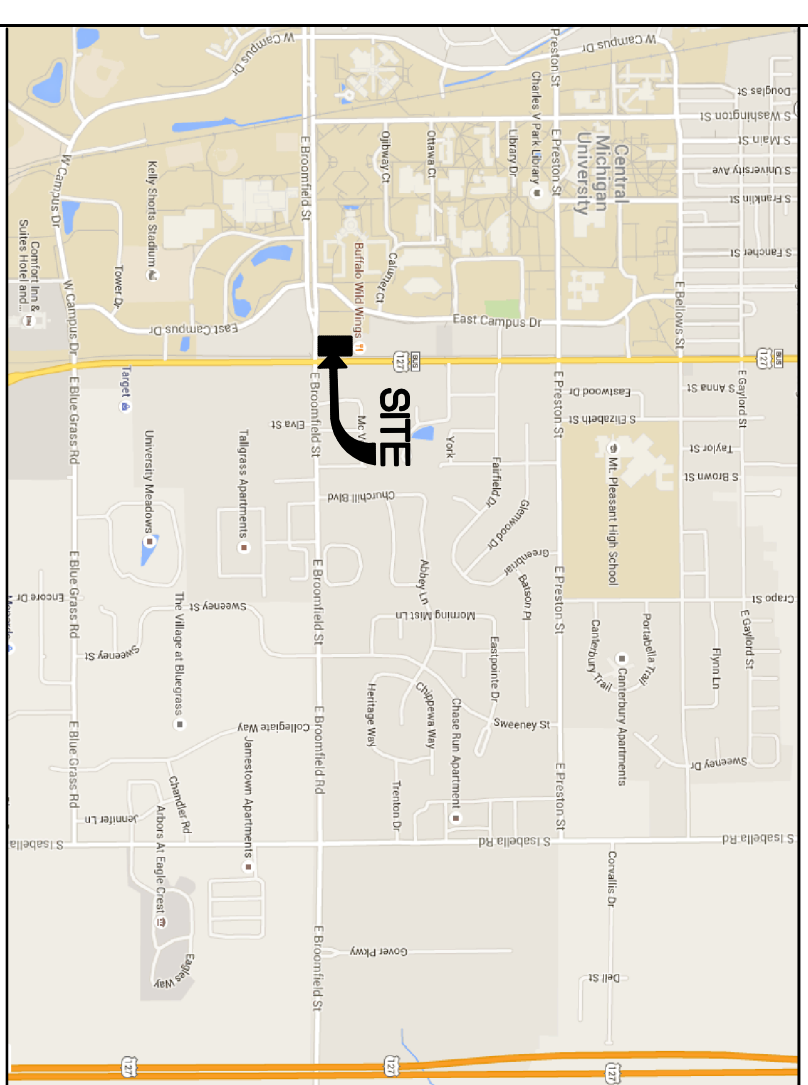 Douglas St
S Washington St
S Main St
S University Ave
S Franklin St
S Fancher St
BUS
127
E Gaylord St
S Anna St
Taylor St
S Brown St
Crapo St
E Gaylord St
Flynn Ln
Sweeney Dr
S Isabella Rd
E Bellows St
W Campus Dr
S Elizabeth St
Eastwood Dr
Portabella Trail
Canterbury Trail
Canterbury Apartments
Central
Michigan
University
Mt. Pleasant High School
Corvallis Dr
Dell St
127
Preston St
E Preston St
E Preston St
E Preston St
E Preston St
Charles V Park Library
Library Dr
East Campus Dr
Fairfield Dr
Glenwood Dr
Greenbriar
Batson Pl
Eastpointe Dr
Sweeney St
S Isabella Rd
Ottawa Ct
Ojibway Ct
Calumet Ct
BUS
127
York
Abbey Ln
Morning Mist Ln
Chippewa Way
Chase Run Apartment
Buffalo Wild Wings
SITE
Mc V
Churchill Blvd
Heritage Way
Trenton Dr
Gover Pkwy
127
E Broomfield St
E Broomfield St
E Broomfield St
E Broomfield Rd
E Broomfield St
W Campus Dr
Elva St
Tallgrass Apartments
Sweeney St
Collegiate Way
Jamestown Apartments
Kelly Shorts Stadium
East Campus Dr
University Meadows
The Village at Bluegrass
Chandler Rd
Arbors At Eagle Crest
Eagles Way
Tower Dr
Target
Sweeney St
Jennifer Ln
127
W Campus Dr
W Campus Dr
E Blue Grass Rd
E Blue Grass Rd
E Blue Grass Rd
Comfort Inn &
Suites Hotel and...
Encore Dr
S Isabella Rd